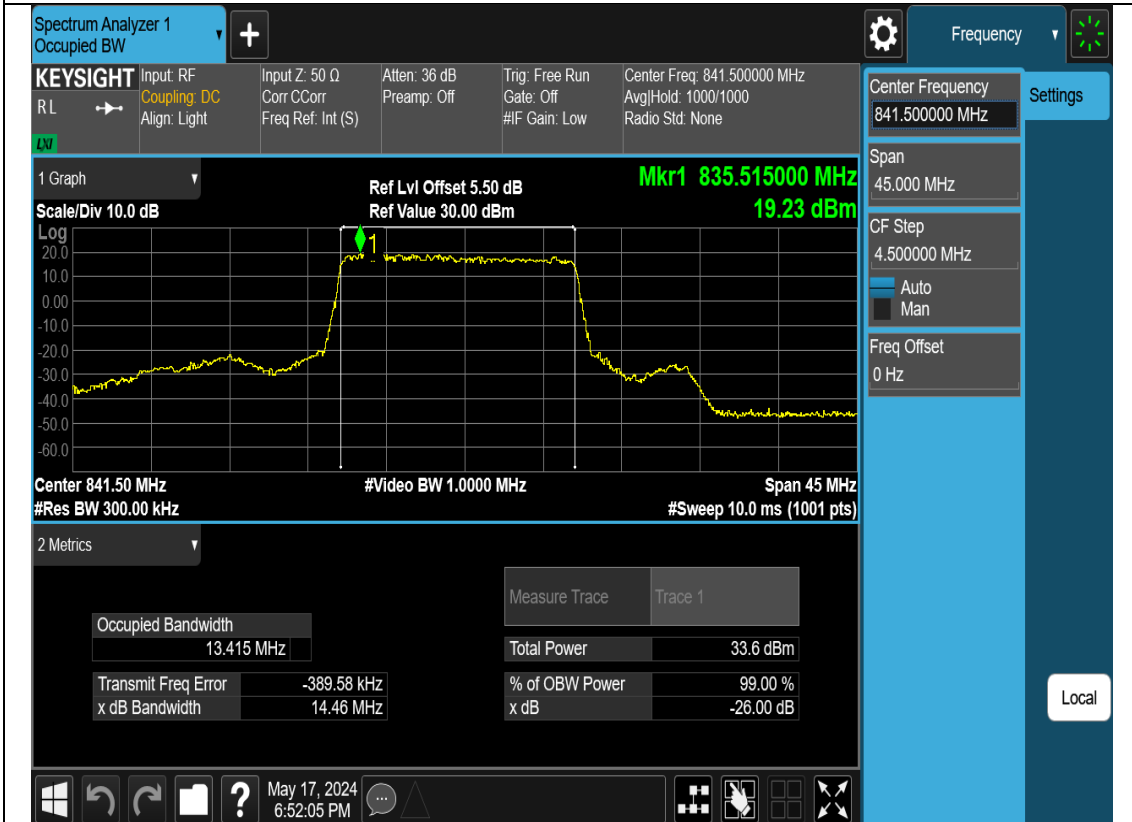 Spectrum Analyzer 1
Occupied BW
+
Frequency
KEYSIGHT
RL
LXI
Input: RF
Coupling: DC
Align: Light
Input Z: 50 Ω
Corr CCorr
Freq Ref: Int (S)
Atten: 36 dB
Preamp: Off
Trig: Free Run
Gate: Off
#IF Gain: Low
Center Freq: 841.500000 MHz
Avg|Hold: 1000/1000
Radio Std: None
Center Frequency
841.500000 MHz
Settings
Span
45.000 MHz
CF Step
4.500000 MHz
Auto
Man
Freq Offset
0 Hz
Local
1 Graph
Scale/Div 10.0 dB
Ref Lvl Offset 5.50 dB
Ref Value 30.00 dBm
Mkr1 835.515000 MHz
19.23 dBm
Log
1
20.0
10.0
0.00
-10.0
-20.0
-30.0
-40.0
-50.0
-60.0
Center 841.50 MHz
#Video BW 1.0000 MHz
Span 45 MHz
#Res BW 300.00 kHz
#Sweep 10.0 ms (1001 pts)
2 Metrics
Measure Trace Trace 1
Occupied Bandwidth
13.415 MHz
Total Power 33.6 dBm
Transmit Freq Error -389.58 kHz
% of OBW Power 99.00 %
x dB Bandwidth 14.46 MHz
x dB -26.00 dB
?
May 17, 2024
6:52:05 PM